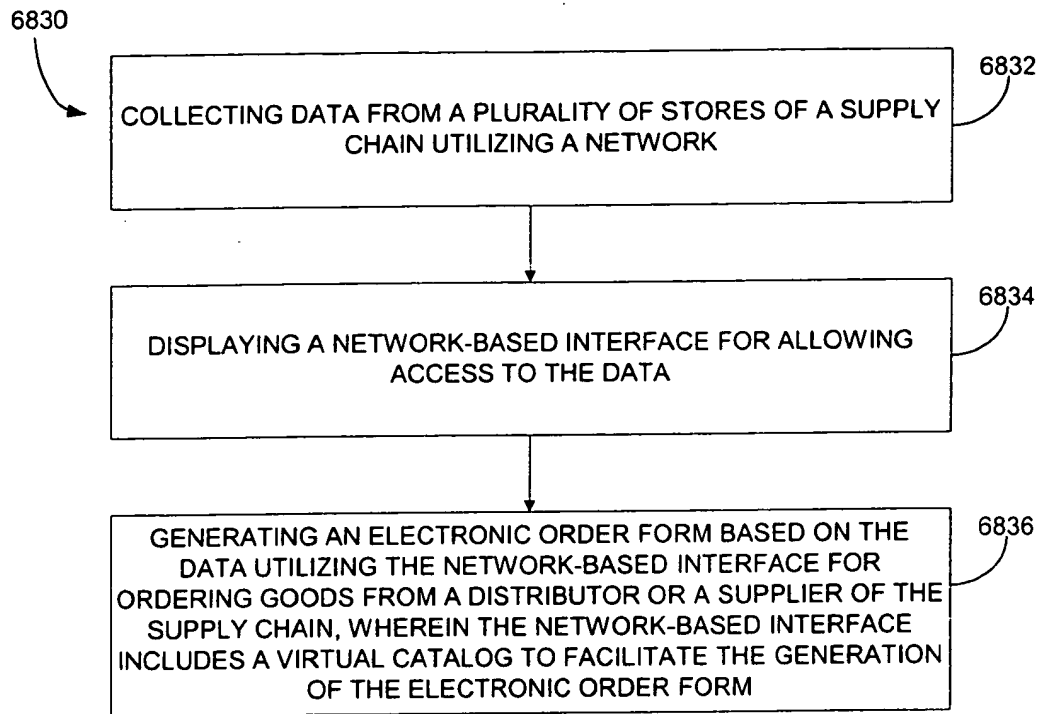 6830
6832
COLLECTING DATA FROM A PLURALITY OF STORES OF A SUPPLY
CHAIN UTILIZING A NETWORK
6834
DISPLAYING A NETWORK-BASED INTERFACE FOR ALLOWING
ACCESS TO THE DATA
6836
GENERATING AN ELECTRONIC ORDER FORM BASED ON THE
DATA UTILIZING THE NETWORK-BASED INTERFACE FOR
ORDERING GOODS FROM A DISTRIBUTOR OR A SUPPLIER OF THE
SUPPLY CHAIN, WHEREIN THE NETWORK-BASED INTERFACE
INCLUDES A VIRTUAL CATALOG TO FACILITATE THE GENERATION
OF THE ELECTRONIC ORDER FORM